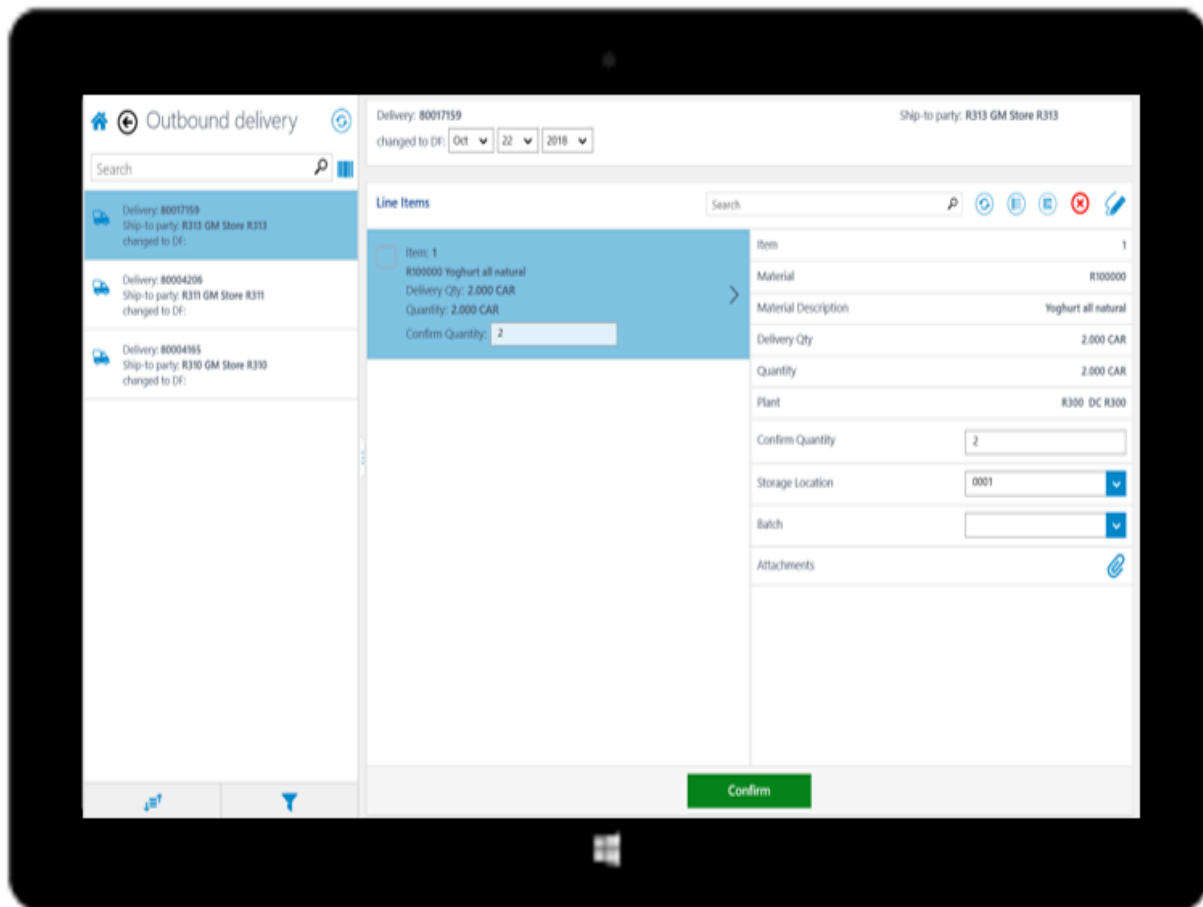 Outbound delivery
Search
Delivery: 80017159
Ship-to party: R313 GM Store R313
changed to DF:
Delivery: 80004206
Ship-to party: R311 GM Store R311
changed to DF:
Delivery: 80004165
Ship-to party: R310 GM Store R310
changed to DF:
Delivery: 80017159
Ship-to party: R313 GM Store R313
changed to DF: Oct 22 2018
Line Items
Search
Item: 1
R100000 Yoghurt all natural
Delivery Qty: 2.000 CAR
Quantity: 2.000 CAR
Confirm Quantity: 2
Item 1
Material R100000
Material Description Yoghurt all natural
Delivery Qty 2.000 CAR
Quantity 2.000 CAR
Plant R300 DC R300
Confirm Quantity 2
Storage Location 0001
Batch
Attachments
Confirm